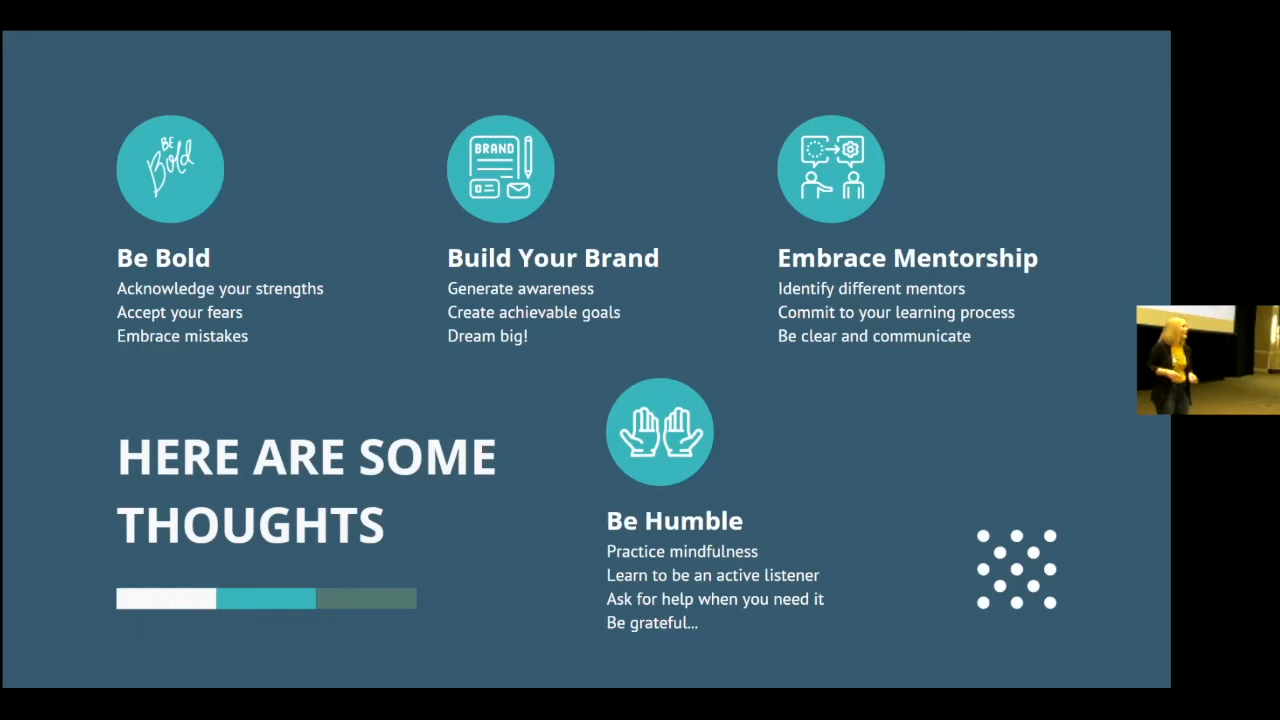 BE
Bold
BRAND
Be Bold
Acknowledge your strengths
Accept your fears
Embrace mistakes
Build Your Brand
Generate awareness
Create achievable goals
Dream big!
Embrace Mentorship
Identify different mentors
Commit to your learning process
Be clear and communicate
HERE ARE SOME
THOUGHTS
Be Humble
Practice mindfulness
Learn to be an active listener
Ask for help when you need it
Be grateful...